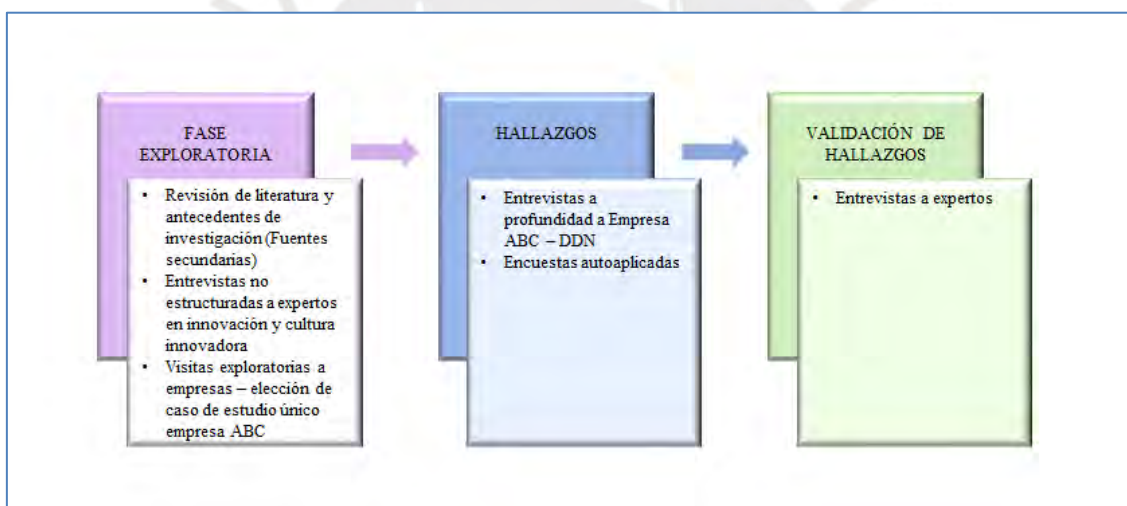 FASE
EXPLORATORIA
• Revisión de literatura y
antecedentes de
investigación (Fuentes
secundarias)
• Entrevistas no
estructuradas a expertos
en innovación y cultura
innovadora
• Visitas exploratorias a
empresas – elección de
caso de estudio único
empresa ABC
HALLAZGOS
• Entrevistas a
profundidad a Empresa
ABC – DDN
• Encuestas autoaplicadas
VALIDACIÓN DE
HALLAZGOS
• Entrevistas a expertos